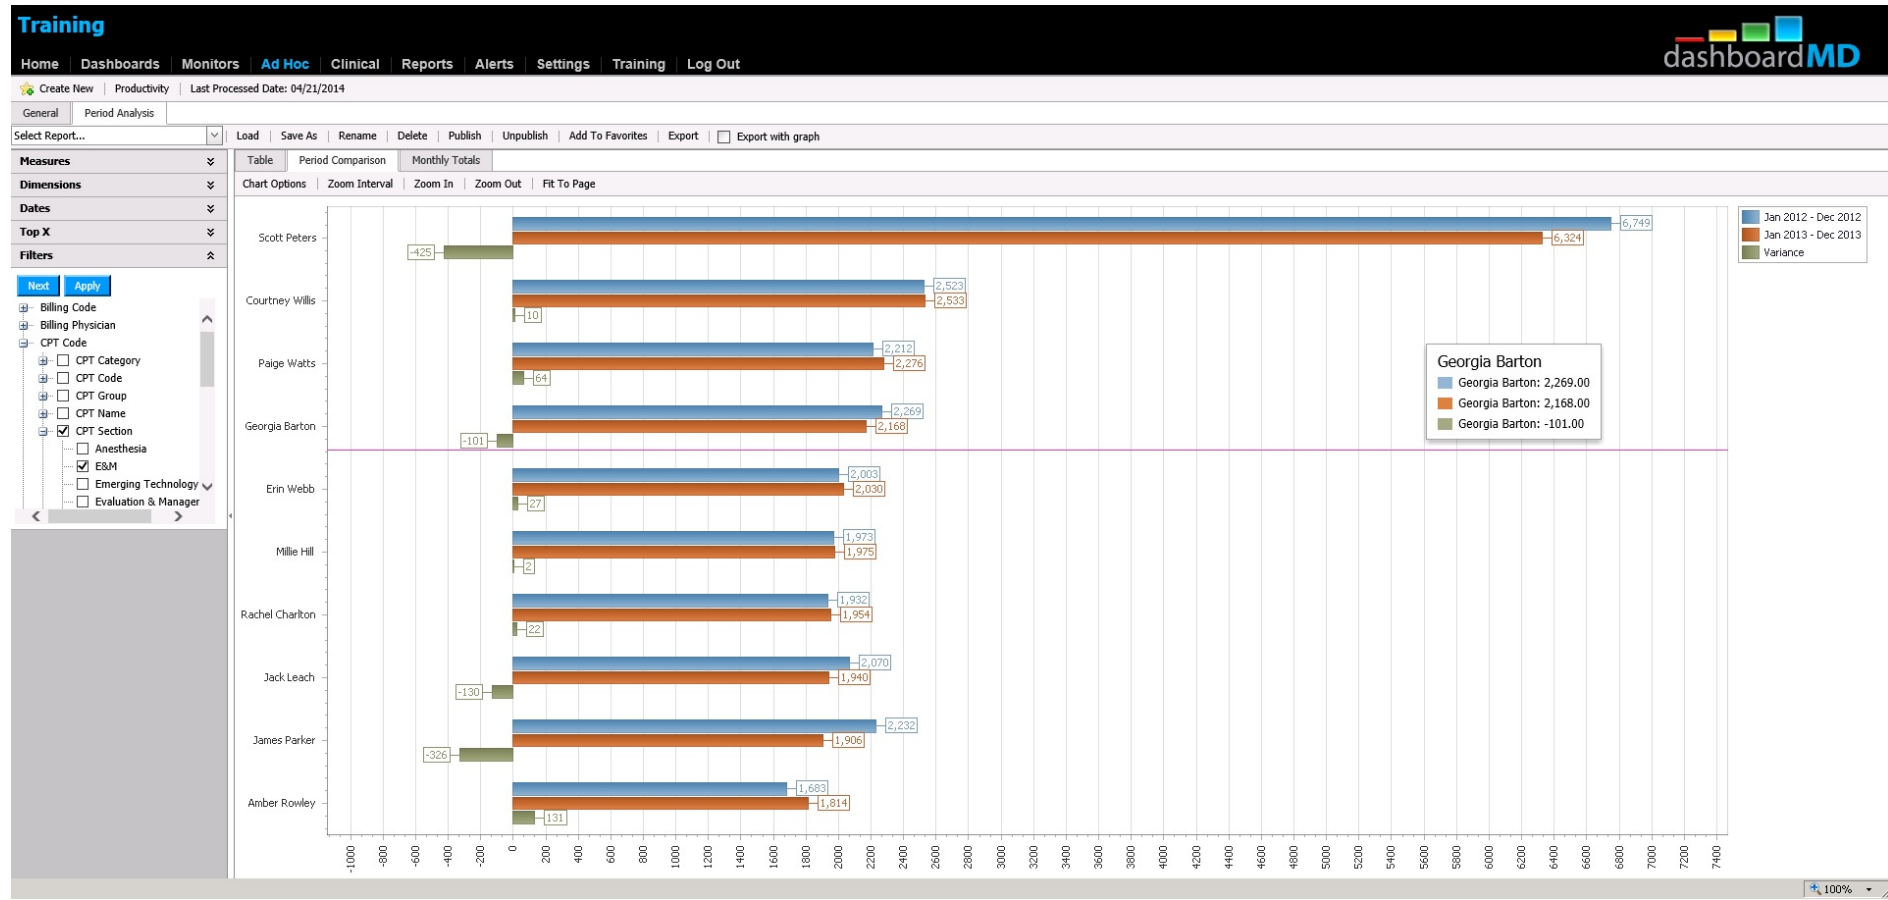 Training
dashboardMD
Home Dashboards Monitors Ad Hoc Clinical Reports Alerts Settings Training Log Out
Create New Productivity Last Processed Date: 04/21/2014
General Period Analysis
Select Report... Load Save As Rename Delete Publish Unpublish Add To Favorites Export Export with graph
Measures
Dimensions
Dates
Top X
Filters
Next Apply
Billing Code
Billing Physician
CPT Code
CPT Category
CPT Code
CPT Group
CPT Name
CPT Section
Anesthesia
E&M
Emerging Technology
Evaluation & Manager
Table Period Comparison Monthly Totals
Chart Options Zoom Interval Zoom In Zoom Out Fit To Page
Scott Peters
6,749
6,324
-425
Courtney Willis
2,523
2,533
10
Paige Watts
2,212
2,276
64
Georgia Barton
2,269
2,168
-101
Erin Webb
2,003
2,030
27
Millie Hill
1,973
1,975
2
Rachel Charlton
1,932
1,954
22
Jack Leach
2,070
1,940
-130
James Parker
2,232
1,906
-326
Amber Rowley
1,683
1,814
131
-1000 -800 -600 -400 -200 0 200 400 600 800 1000 1200 1400 1600 1800 2000 2200 2400 2600 2800 3000 3200 3400 3600 3800 4000 4200 4400 4600 4800 5000 5200 5400 5600 5800 6000 6200 6400 6600 6800 7000 7200 7400
Georgia Barton
Georgia Barton: 2,269.00
Georgia Barton: 2,168.00
Georgia Barton: -101.00
Jan 2012 - Dec 2012
Jan 2013 - Dec 2013
Variance
100%